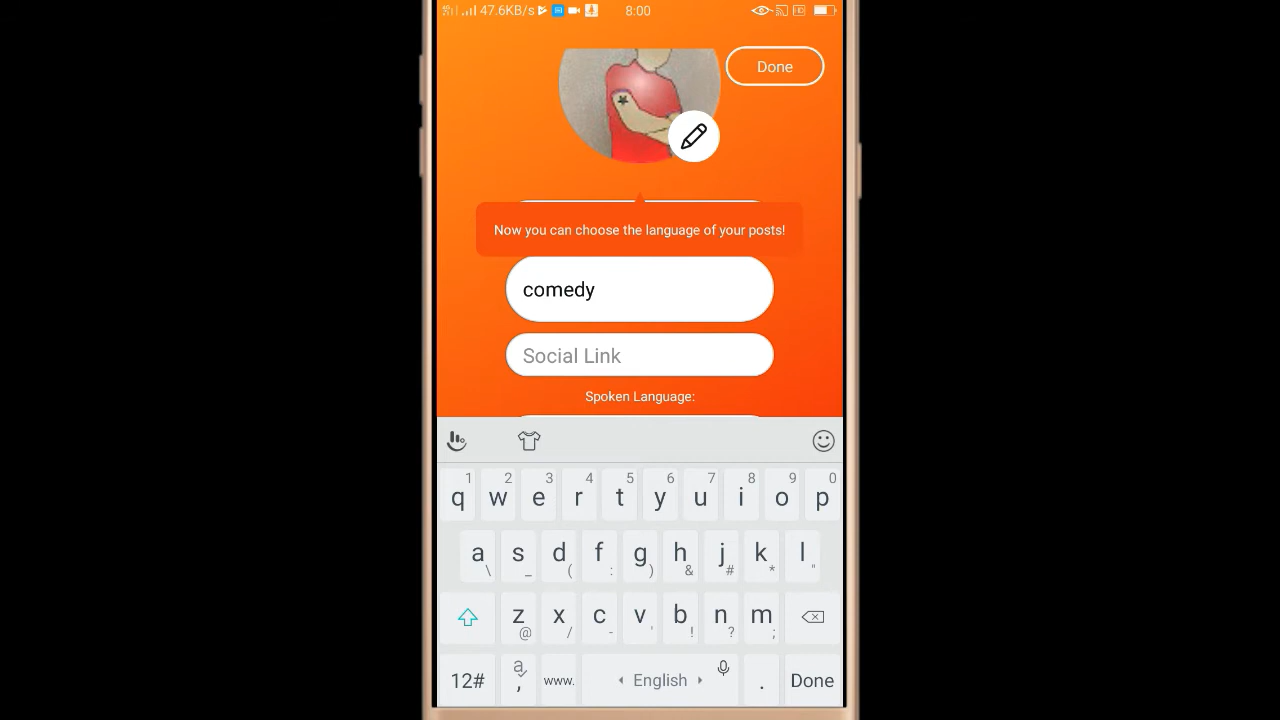 47.6KB/s 8:00
Done
Now you can choose the language of your posts!
comedy
Social Link
Spoken Language:
1 2 3 4 5 6 7 8 9 0
q w e r t y u i o p
a s d f g h j k l
\ _ ( : ) & # * "
z x c v b n m
@ / - ' ! ? ;
12# a , www. English . Done